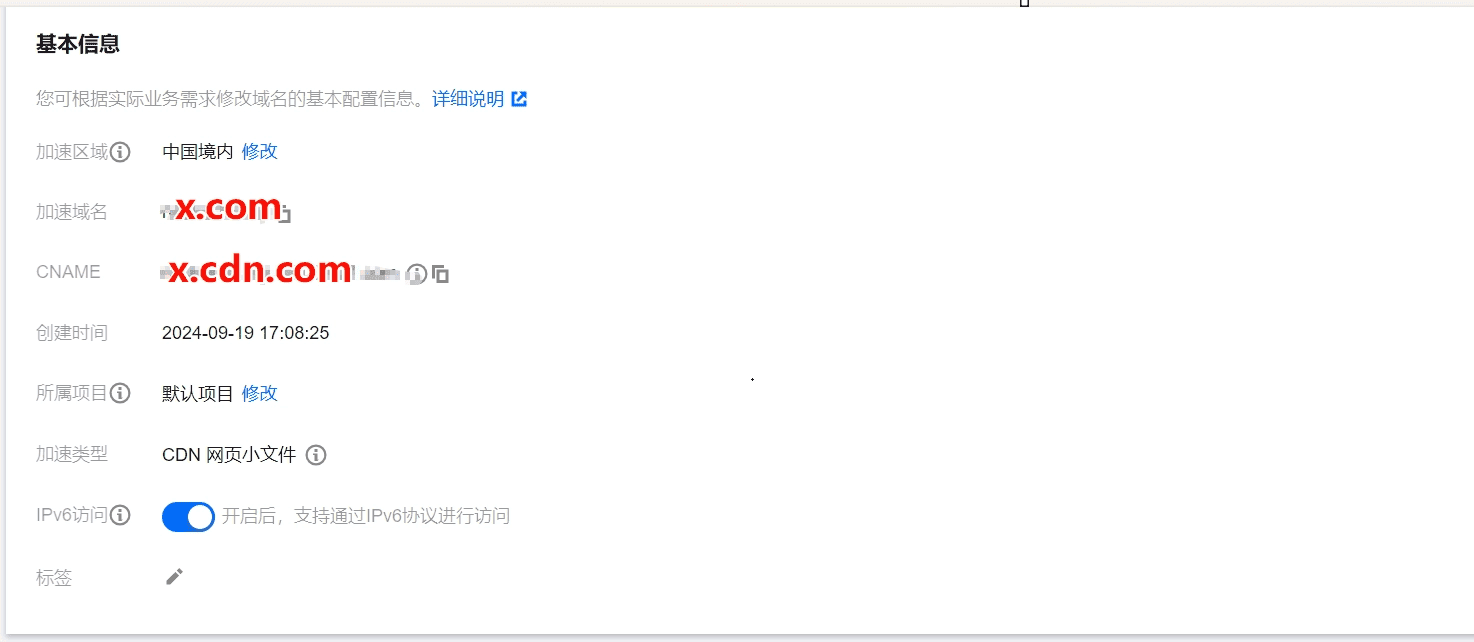 基本信息
您可根据实际业务需求修改域名的基本配置信息。详细说明
加速区域 中国境内 修改
加速域名 x.com
CNAME x.cdn.com
创建时间 2024-09-19 17:08:25
所属项目 默认项目 修改
加速类型 CDN 网页小文件
IPv6访问 开启后，支持通过IPv6协议进行访问
标签